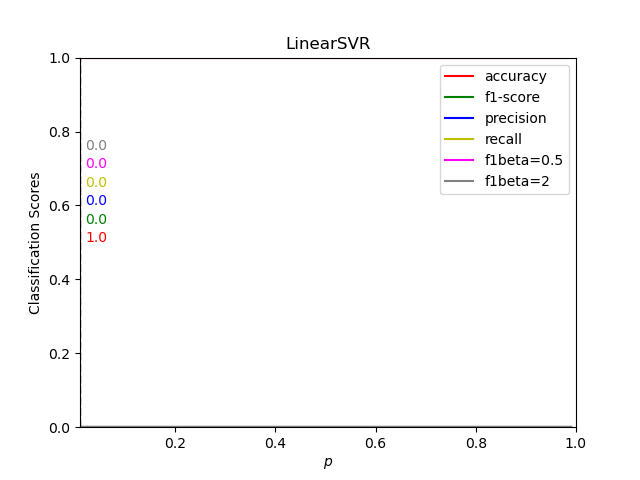 LinearSVR
1.0
0.8
0.6
0.4
0.2
0.0
Classification Scores
0.0
0.0
0.0
0.0
0.0
1.0
accuracy
f1-score
precision
recall
f1beta=0.5
f1beta=2
0.2
0.4
0.6
0.8
1.0
p